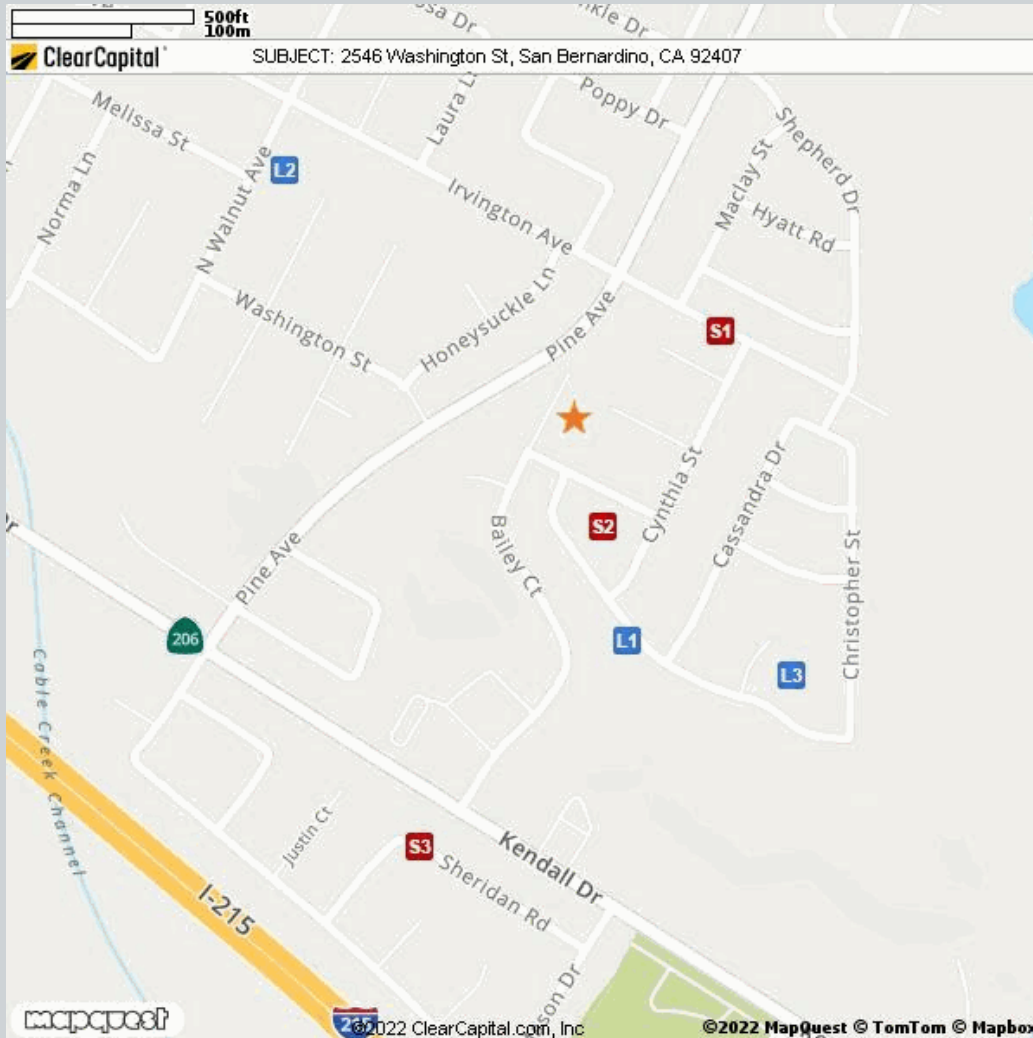 500ft
100m
ClearCapital
SUBJECT: 2546 Washington St, San Bernardino, CA 92407
Melissa St
Laura
Poppy Dr
Shepherd Dr
Norma Ln
L2
N Walnut Ave
Irvington Ave
Maclay St
Hyatt Rd
Washington St
Honeysuckle Ln
Pine Ave
S1
Cynthia St
Cassandra Dr
S2
Bailey Ct
Pine Ave
Christopher St
206
L1
L3
Cable Creek Channel
Justin Ct
S3
Sheridan Rd
Kendall Dr
I-215
215
mapquest
©2022 ClearCapital.com, Inc
©2022 MapQuest © TomTom © Mapbox